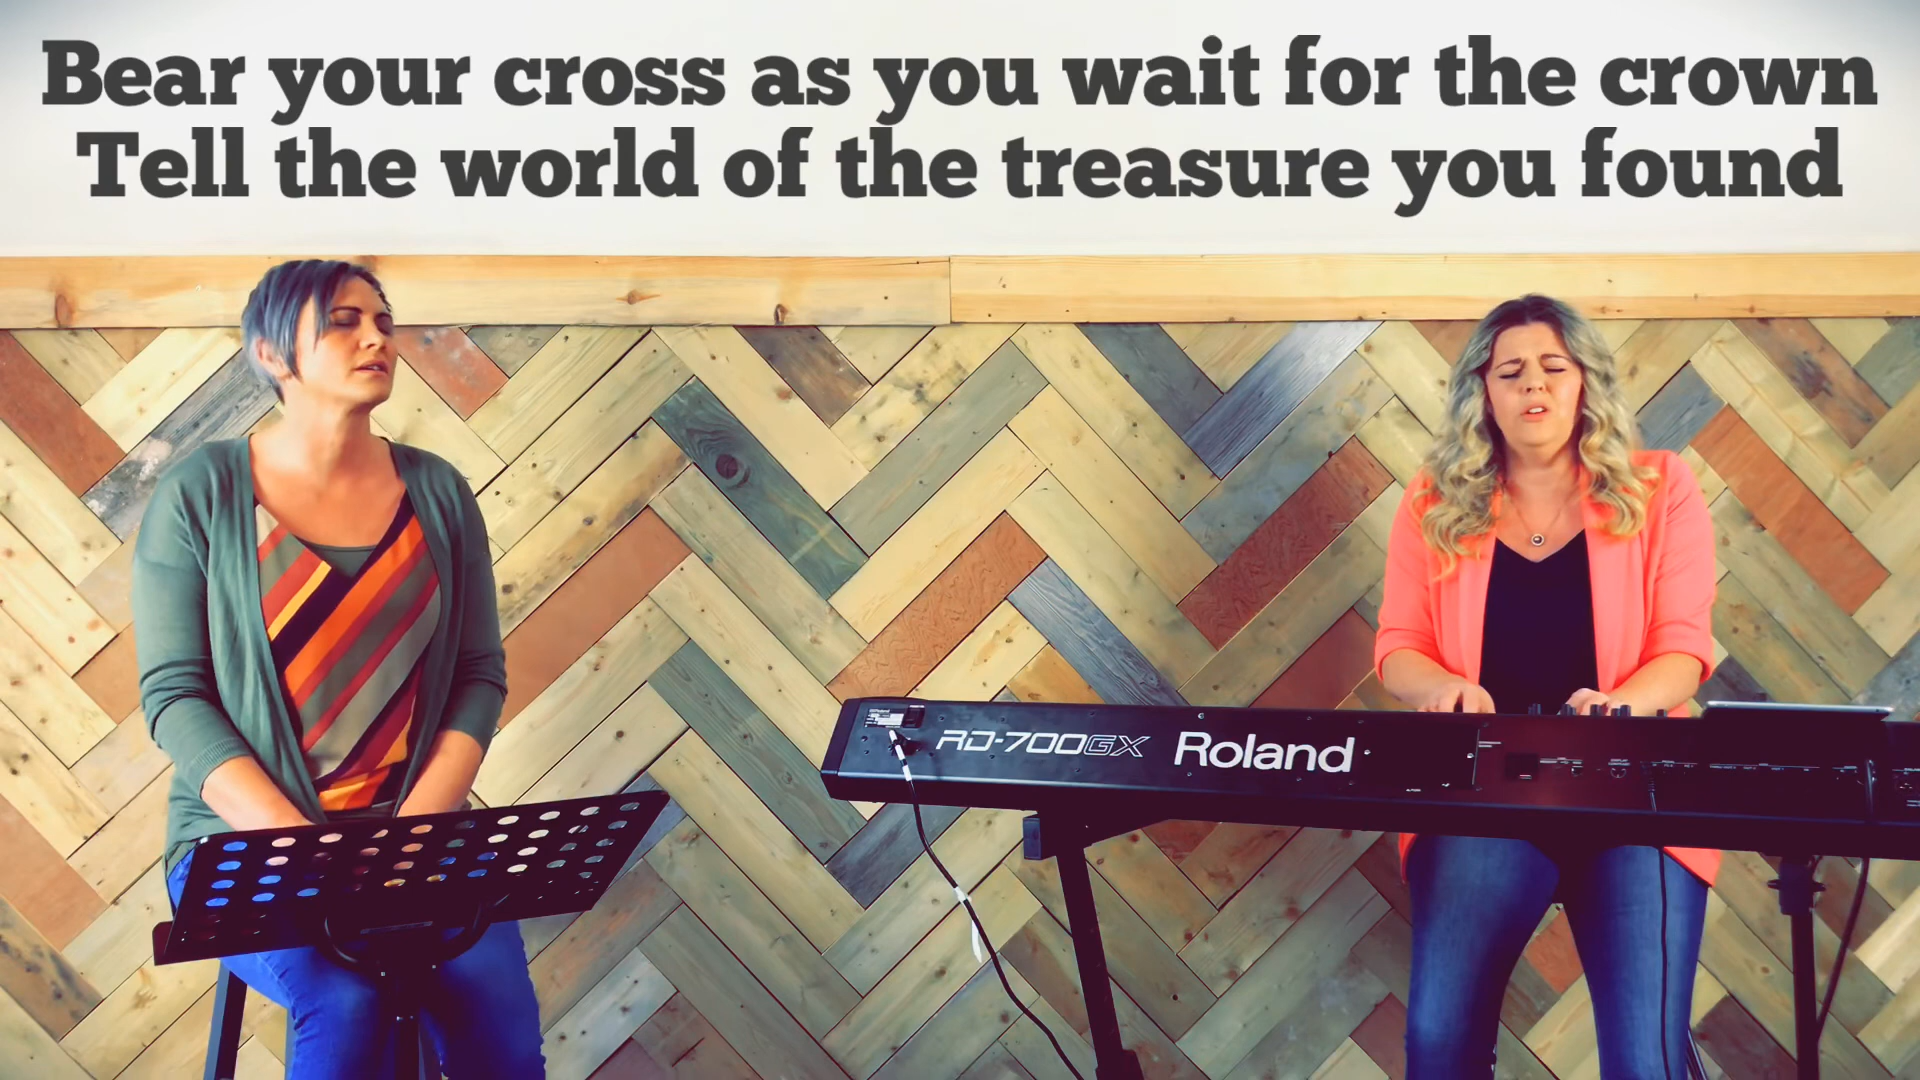 Bear your cross as you wait for the crown
Tell the world of the treasure you found
RD-700GX Roland